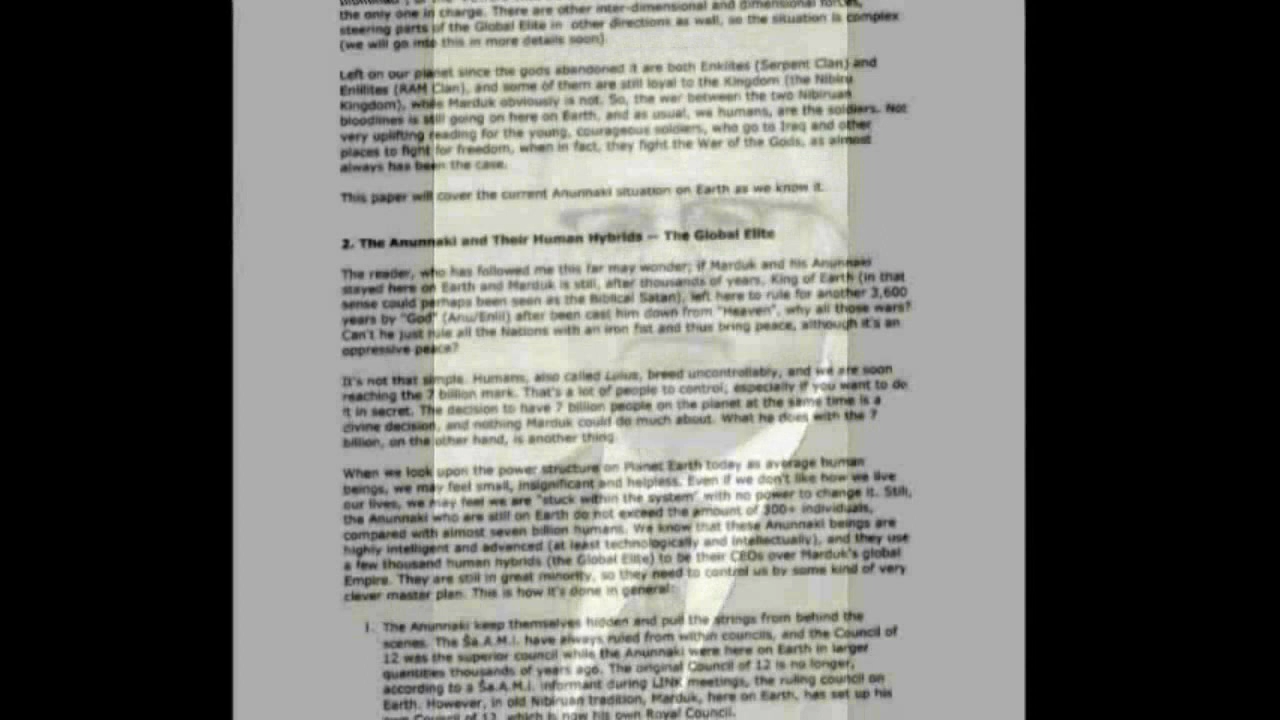 the only one in charge. There are other inter-dimensional and dimensional forces,
steering parts of the Global Elite in other directions as well, so the situation is complex
(we will go into this in more details soon).
Left on our planet since the gods abandoned it are both Enkiites (Serpent Clan) and
Enlilites (RAM Clan), and some of them are still loyal to the Kingdom (the Nibiru
Kingdom), while Marduk obviously is not. So, the war between the two Nibiruan
bloodlines is still going on here on Earth, and as usual, we humans, are the soldiers. Not
very uplifting reading for the young, courageous soldiers, who go to Iraq and other
places to fight for freedom, when in fact, they fight the War of the Gods, as almost
always has been the case.
This paper will cover the current Anunnaki situation on Earth as we know it.
2. The Anunnaki and Their Human Hybrids -- The Global Elite
The reader, who has followed me this far may wonder; if Marduk and his Anunnaki
stayed here on Earth and Marduk is still, after thousands of years, King of Earth (in that
sense could perhaps been seen as the Biblical Satan), left here to rule for another 3,600
years by "God" (Anu/Enlil) after been cast him down from "Heaven", why all those wars?
Can't he just rule all the Nations with an iron fist and thus bring peace, although it's an
oppressive peace?
It's not that simple. Humans, also called Lulus, breed uncontrollably, and we are soon
reaching the 7 billion mark. That's a lot of people to control, especially if you want to do
it in secret. The decision to have 7 billion people on the planet at the same time is a
divine decision, and nothing Marduk could do much about. What he does with the 7
billion, on the other hand, is another thing.
When we look upon the power structure on Planet Earth today as average human
beings, we may feel small, insignificant and helpless. Even if we don't like how we live
our lives, we may feel we are "stuck within the system" with no power to change it. Still,
the Anunnaki who are still on Earth do not exceed the amount of 300+ individuals,
compared with almost seven billion humans. We know that these Anunnaki beings are
highly intelligent and advanced (at least technologically and intellectually), and they use
a few thousand human hybrids (the Global Elite) to be their CEOs over Marduk's global
Empire. They are still in great minority, so they need to control us by some kind of very
clever master plan. This is how it's done in general:
1. The Anunnaki keep themselves hidden and pull the strings from behind the
scenes. The Ša.A.M.I. have always ruled from within councils, and the Council of
12 was the superior council while the Anunnaki were here on Earth in larger
quantities thousands of years ago. The original Council of 12 is no longer,
according to a Ša.A.M.I. informant during LINK meetings, the ruling council on
Earth. However, in old Nibiruan tradition, Marduk, here on Earth, has set up his
own Council of 12, which is now his own Royal Council.